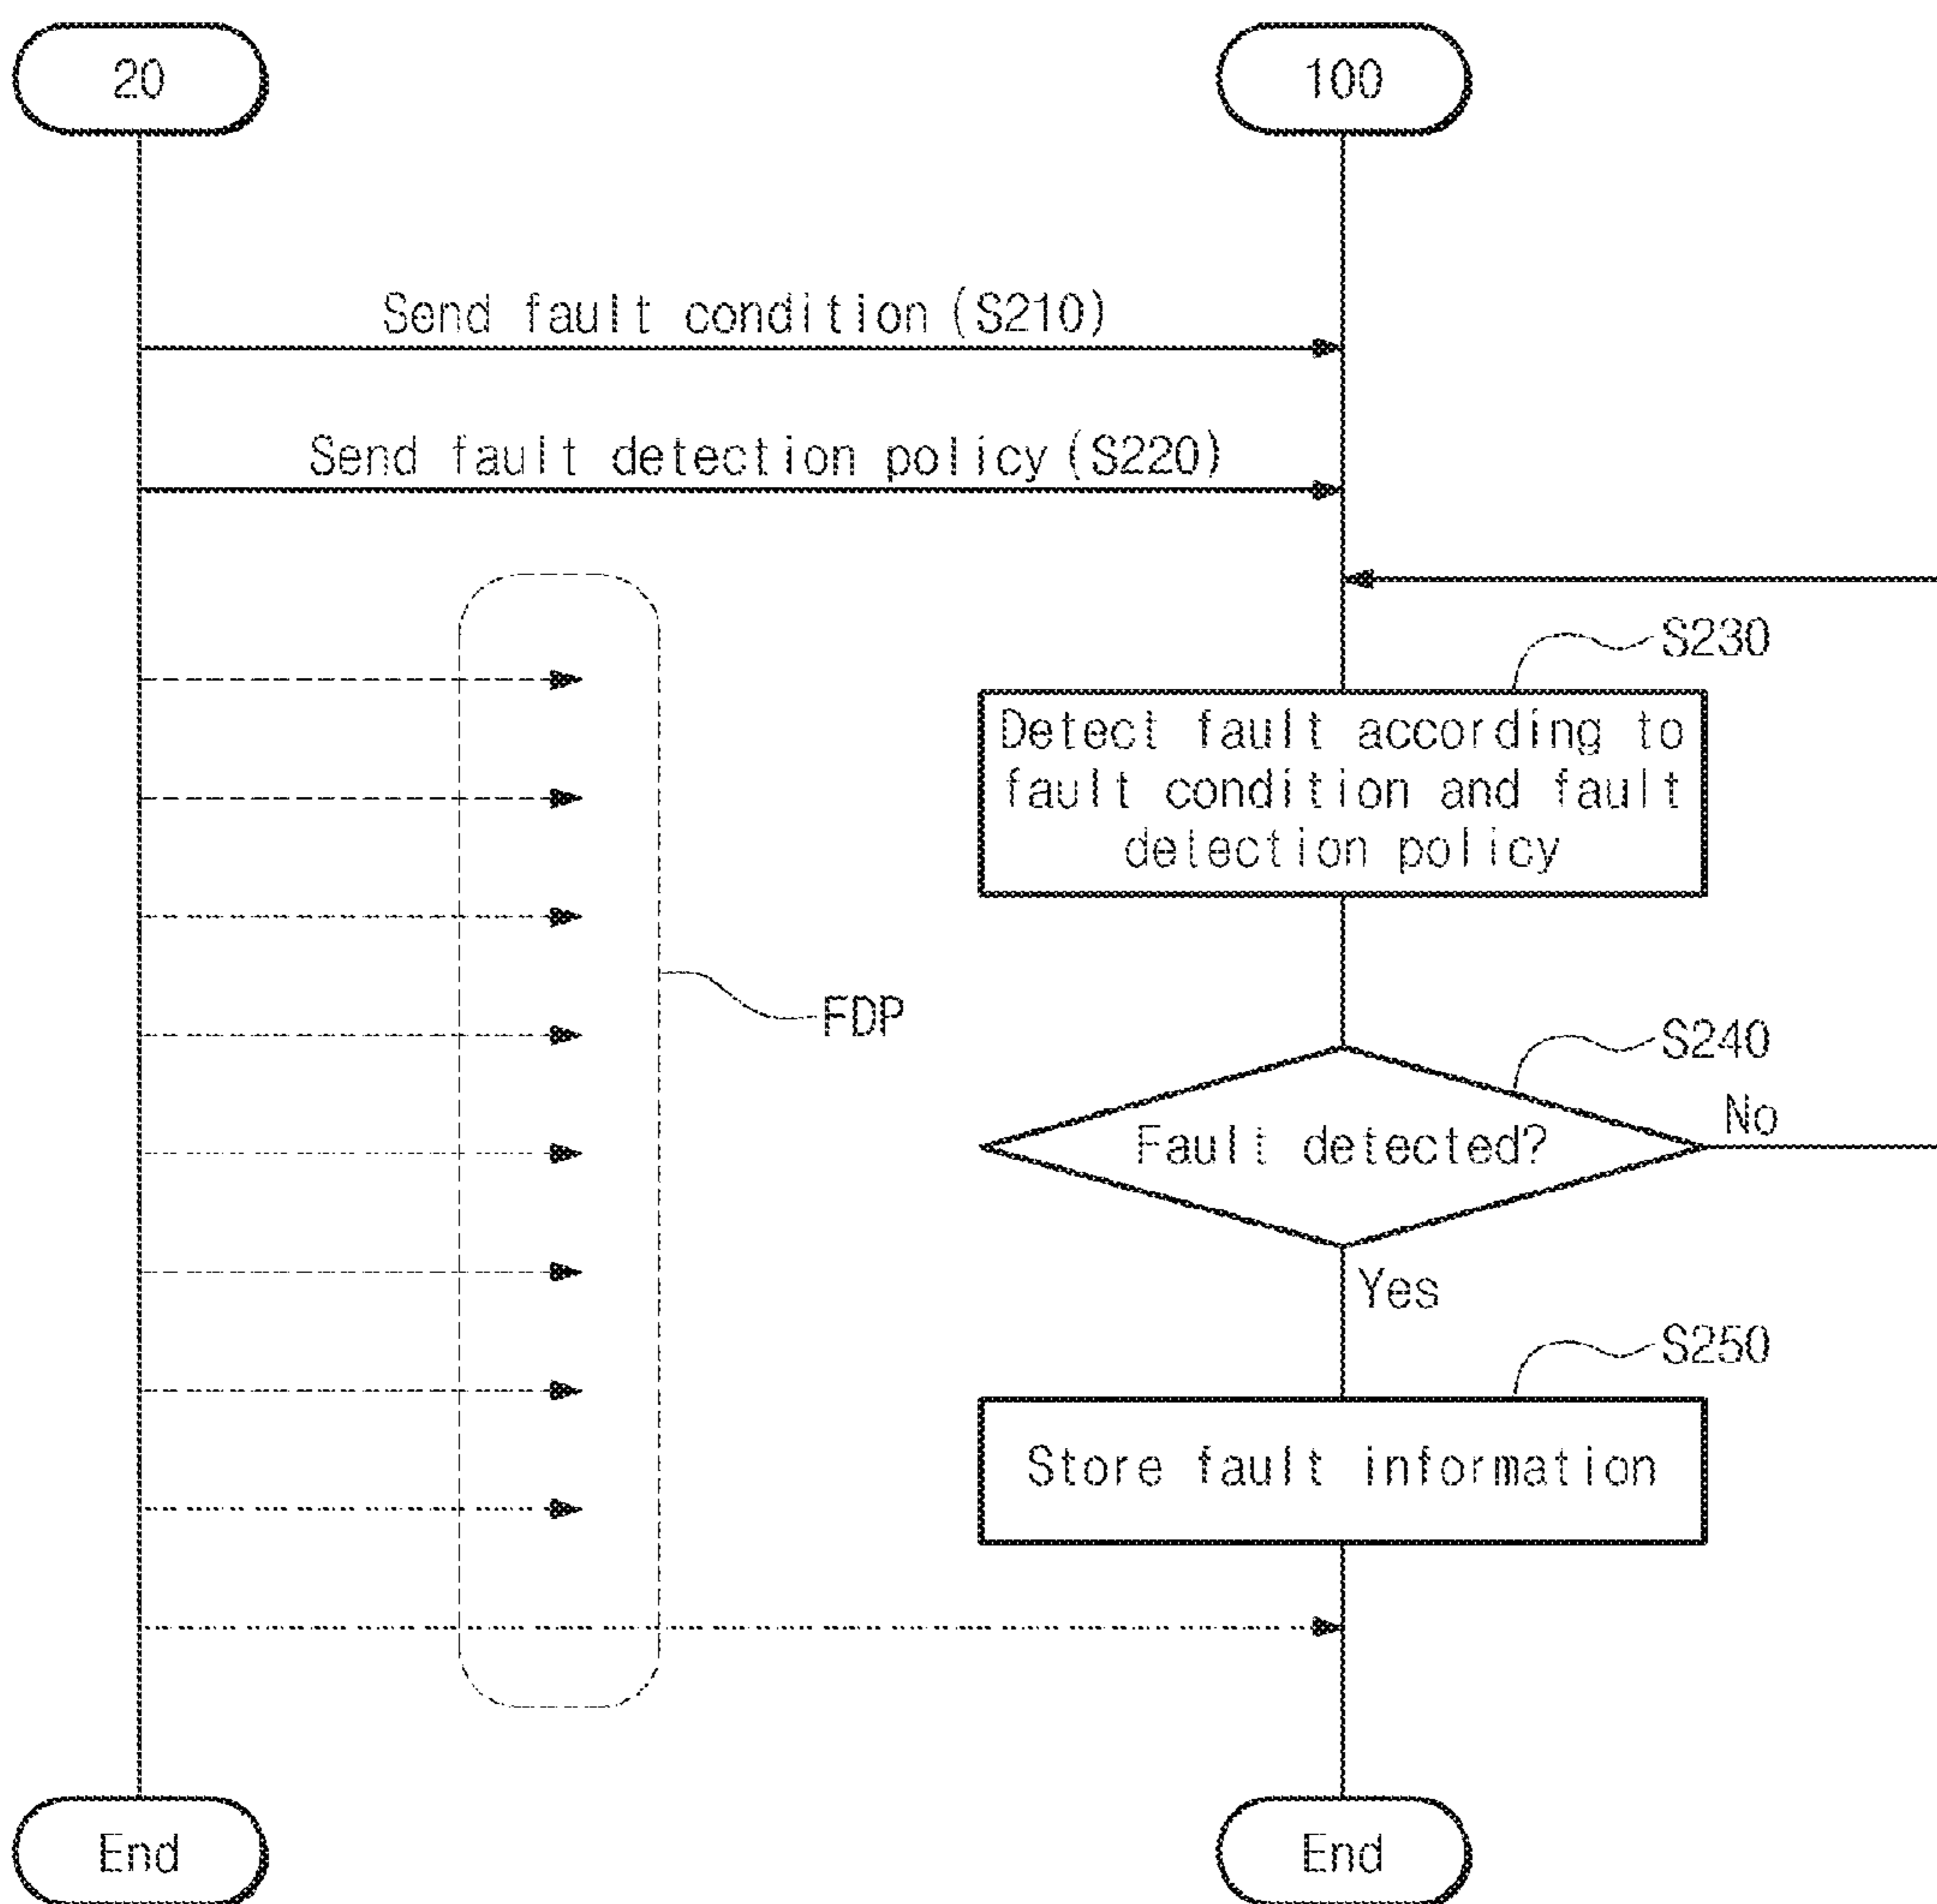 20
100
Send fault condition (S210)
Send fault detection policy (S220)
S230
Detect fault according to
fault condition and fault
detection policy
FDP
S240
Fault detected?
No
Yes
S250
Store fault information
End
End